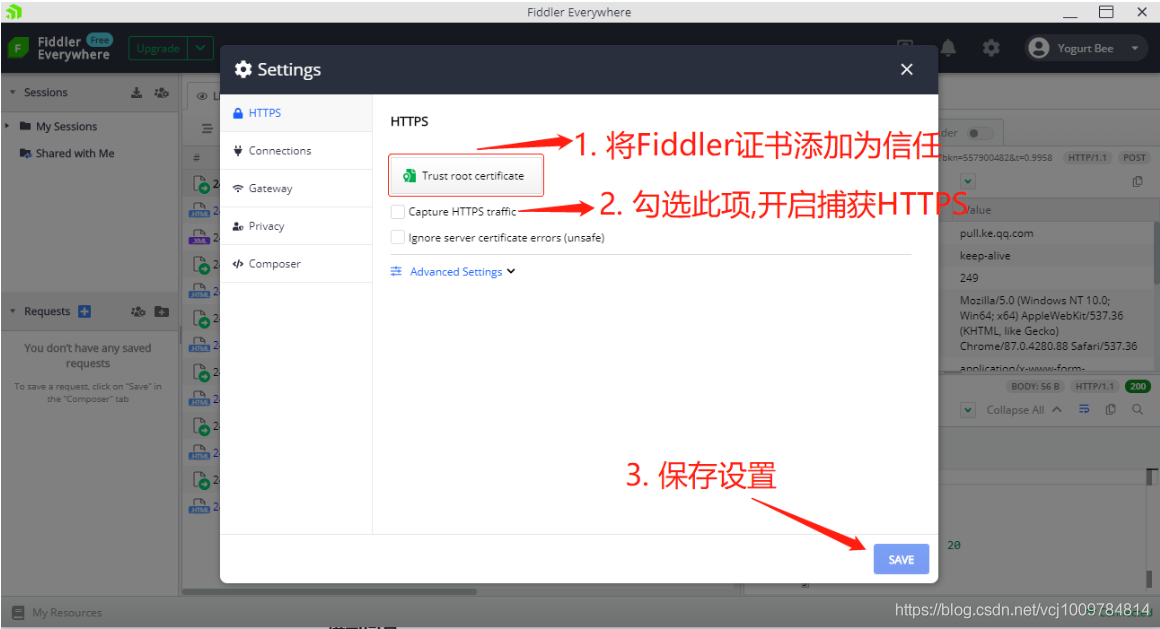 Fiddler Everywhere
Fiddler Free
Everywhere
Upgrade
Yogurt Bee
Settings
Sessions
My Sessions
Shared with Me
#
HTTPS
Connections
Gateway
Privacy
Composer
HTTPS
1. 将Fiddler证书添加为信任
Trust root certificate
2. 勾选此项,开启捕获HTTPS
Capture HTTPS traffic
Ignore server certificate errors (unsafe)
Advanced Settings
bkn=557900482&t=0.9958 HTTP/1.1 POST
Value
pull.ke.qq.com
keep-alive
249
Mozilla/5.0 (Windows NT 10.0;
Win64; x64) AppleWebKit/537.36
(KHTML, like Gecko)
Chrome/87.0.4280.88 Safari/537.36
application/x-www-form-
BODY: 56 B HTTP/1.1 200
Collapse All
Requests
You don't have any saved
requests
To save a request, click on "Save" in
the "Composer" tab
3. 保存设置
20
SAVE
My Resources
https://blog.csdn.net/vcj1009784814